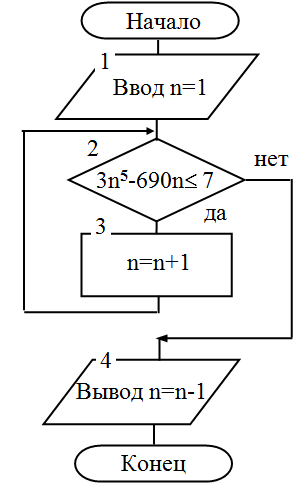 Начало
1
Ввод n=1
2
нет
3n⁵-690n≤ 7
да
3
n=n+1
4
Вывод n=n-1
Конец